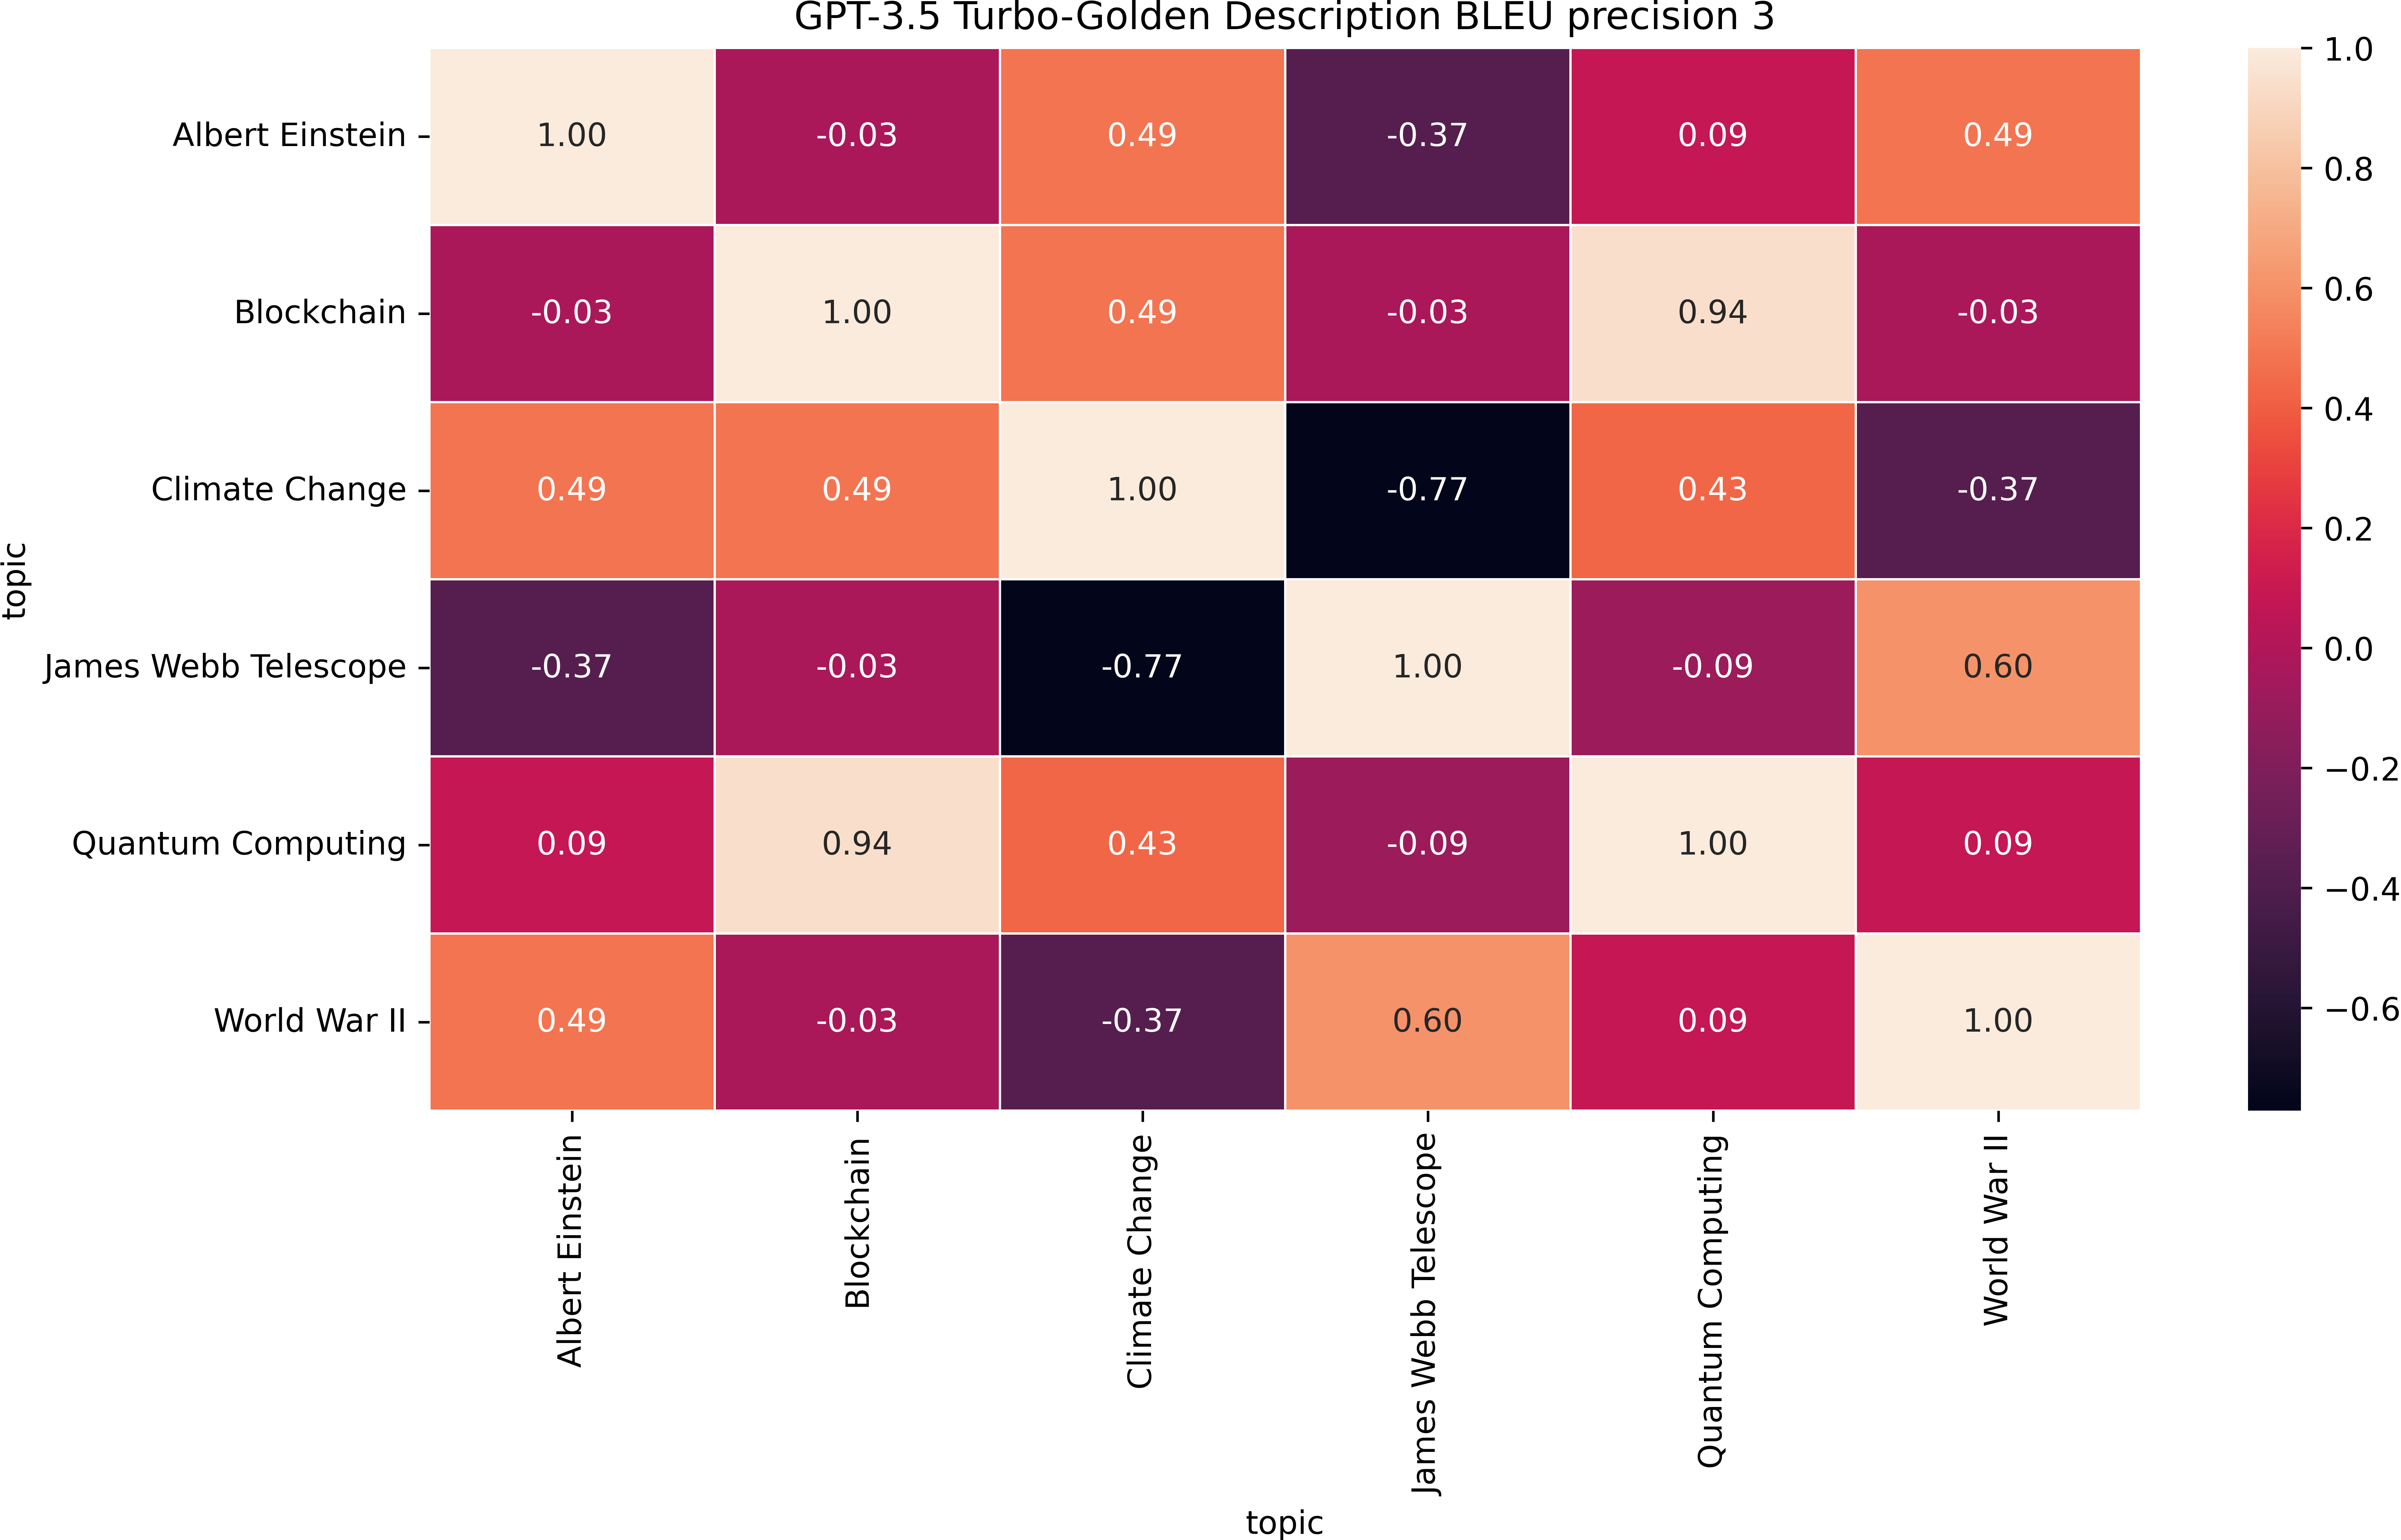 GPT-3.5 Turbo-Golden Description BLEU precision 3
Albert Einstein 1.00 -0.03 0.49 -0.37 0.09 0.49
Blockchain -0.03 1.00 0.49 -0.03 0.94 -0.03
Climate Change 0.49 0.49 1.00 -0.77 0.43 -0.37
James Webb Telescope -0.37 -0.03 -0.77 1.00 -0.09 0.60
Quantum Computing 0.09 0.94 0.43 -0.09 1.00 0.09
World War II 0.49 -0.03 -0.37 0.60 0.09 1.00
topic
Albert Einstein
Blockchain
Climate Change
James Webb Telescope
Quantum Computing
World War II
topic
1.0
0.8
0.6
0.4
0.2
0.0
−0.2
−0.4
−0.6